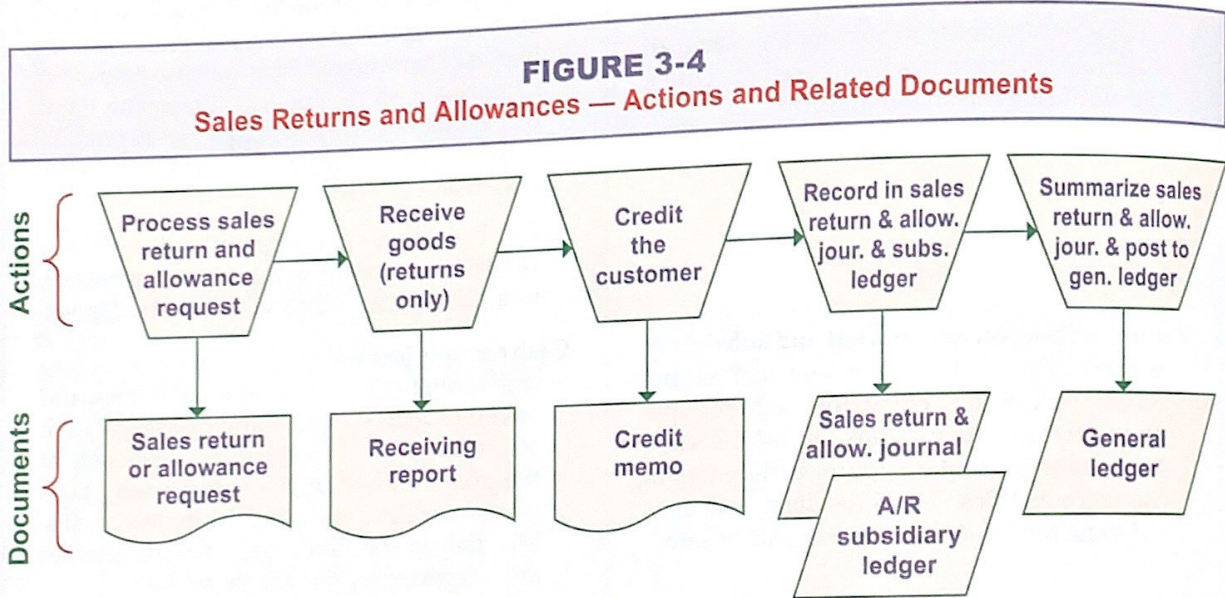 FIGURE 3-4
Sales Returns and Allowances — Actions and Related Documents
Actions
Process sales
return and
allowance
request
Receive
goods
(returns
only)
Credit
the
customer
Record in sales
return & allow.
jour. & subs.
ledger
Summarize sales
return & allow.
jour. & post to
gen. ledger
Documents
Sales return
or allowance
request
Receiving
report
Credit
memo
Sales return &
allow. journal
A/R
subsidiary
ledger
General
ledger